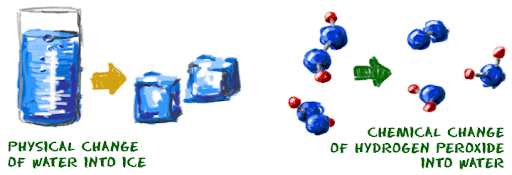 PHYSICAL CHANGE
OF WATER INTO ICE
CHEMICAL CHANGE
OF HYDROGEN PEROXIDE
INTO WATER